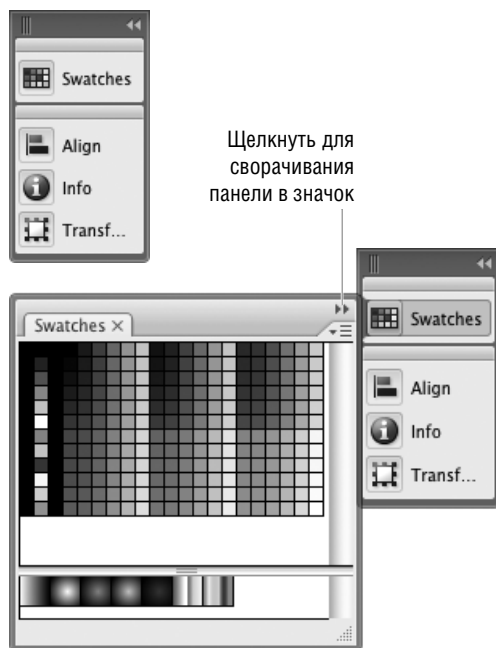 Swatches
Align
Info
Transf...
Щелкнуть для
сворачивания
панели в значок
Swatches
Swatches
Align
Info
Transf...